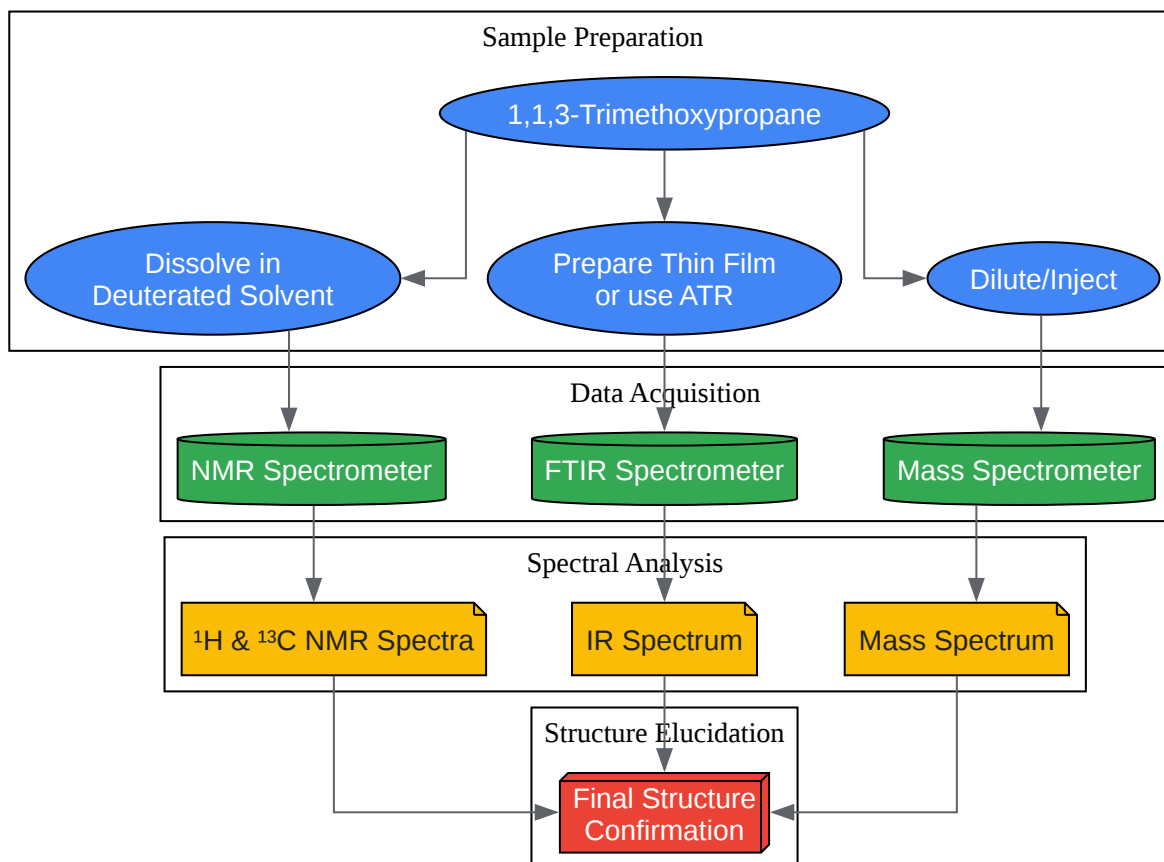 Sample Preparation
1,1,3-Trimethoxypropane
Dissolve in
Deuterated Solvent
Prepare Thin Film
or use ATR
Dilute/Inject
Data Acquisition
NMR Spectrometer
FTIR Spectrometer
Mass Spectrometer
Spectral Analysis
¹H & ¹³C NMR Spectra
IR Spectrum
Mass Spectrum
Structure Elucidation
Final Structure
Confirmation